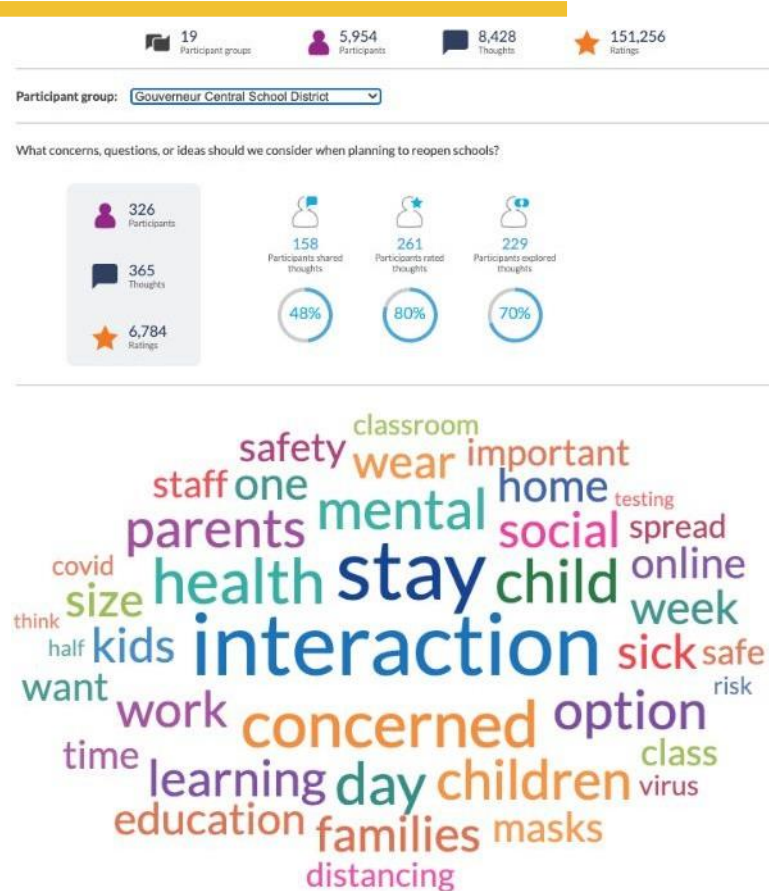 19 5,954 8,428 151,256
Participant groups Participants Thoughts Ratings
Participant group: Gouverneur Central School District
What concerns, questions, or ideas should we consider when planning to reopen schools?
326
Participants
365
Thoughts
6,784
Ratings
158 261 229
Participants shared Participants rated Participants explored
thoughts thoughts thoughts
48% 80% 70%
classroom
safety wear important
staff one mental home testing
parents social spread
covid health stay child online
size week
think interaction
half kids sick safe
want risk
work concerned option
time class
learning day children virus
education families masks
distancing